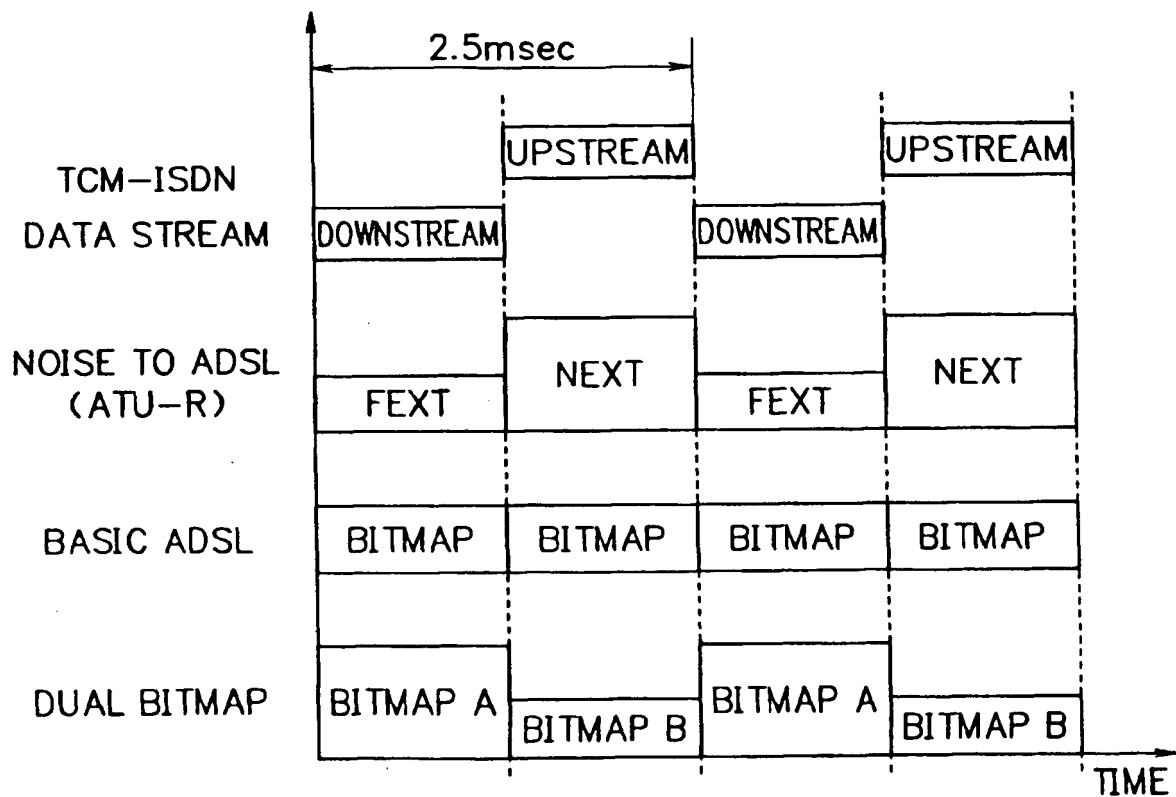 2.5msec
UPSTREAM UPSTREAM
TCM-ISDN
DATA STREAM DOWNSTREAM DOWNSTREAM
NOISE TO ADSL
(ATU-R)
NEXT NEXT
FEXT FEXT
BASIC ADSL BITMAP BITMAP BITMAP BITMAP
DUAL BITMAP BITMAP A BITMAP B BITMAP A BITMAP B
TIME